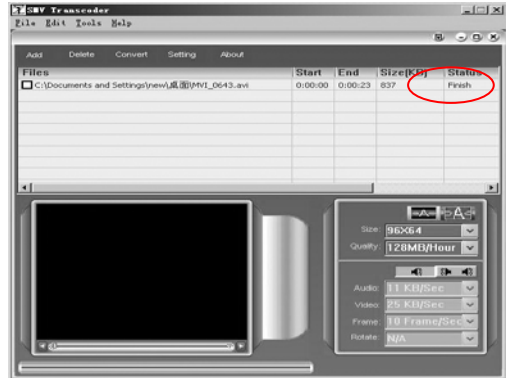 SMV Transcoder
File Edit Tools Help
Add Delete Convert Setting About
Files Start End Size(KB) Status
C:\Documents and Settings\new\桌面\MVI_0643.avi 0:00:00 0:00:23 837 Finish
Size: 96X64
Quality: 128MB/Hour
Audio: 11 KB/Sec
Video: 25 KB/Sec
Frame: 10 Frame/Sec
Rotate: N/A